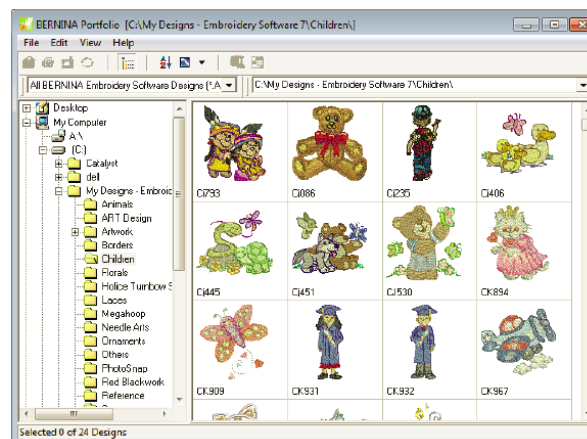 BERNINA Portfolio [C:\My Designs - Embroidery Software 7\Children\]
File Edit View Help
All BERNINA Embroidery Software Designs (*.A
C:\My Designs - Embroidery Software 7\Children\
Desktop
My Computer
A:\
(C:)
Catalyst
dell
My Designs - Embroid
Animals
ART Design
Artwork
Borders
Children
Florals
Holice Turnbow S
Laces
Megahoop
Needle Arts
Ornaments
Others
PhotoSnap
Red Blackwork
Reference
CJ793 CJ086 CJ235 CJ406
CJ445 CJ451 CJ530 CK894
CK909 CK931 CK932 CK967
Selected 0 of 24 Designs